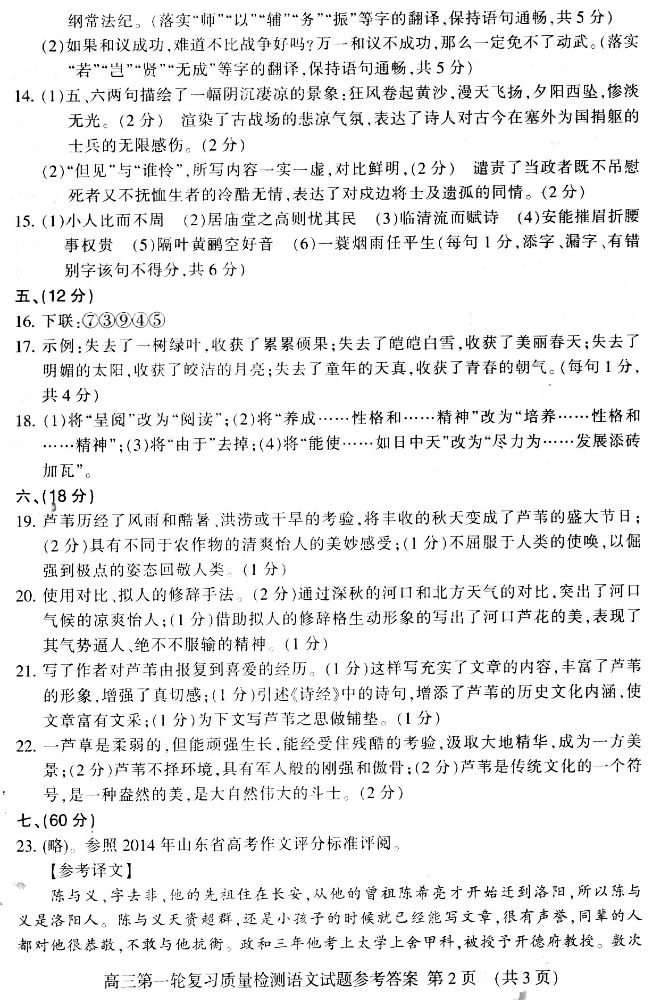 纲常法纪。(落实“师”“以”“辅”“务”“振”等字的翻译,保持语句通畅,共5分)
(2)如果和议成功,难道不比战争好吗?万一和议不成功,那么一定免不了动武。(落实
“若”“岂”“贤”“无成”等字的翻译,保持语句通畅,共5分)
14. (1)五、六两句描绘了一幅阴沉凄凉的景象:狂风卷起黄沙,漫天飞扬,夕阳西坠,惨淡
无光。(2分) 渲染了古战场的悲凉气氛,表达了诗人对古今在塞外为国捐躯的
士兵的无限感伤。(2分)
(2)“但见”与“谁怜”,所写内容一实一虚,对比鲜明,(2分) 谴责了当政者既不吊慰
死者又不抚恤生者的冷酷无情,表达了对戍边将士及遗孤的同情。(2分)
15. (1)小人比而不周 (2)居庙堂之高则忧其民 (3)临清流而赋诗 (4)安能摧眉折腰
事权贵 (5)隔叶黄鹂空好音 (6)一蓑烟雨任平生(每句1分,添字、漏字、有错
别字该句不得分,共6分)
五、(12分)
16. 下联:⑦③⑨④⑤
17. 示例:失去了一树绿叶,收获了累累硕果;失去了皑皑白雪,收获了美丽春天;失去了
明媚的太阳,收获了皎洁的月亮;失去了童年的天真,收获了青春的朝气。(每句1分,
共4分)
18. (1)将“呈阅”改为“阅读”;(2)将“养成……性格和……精神”改为“培养……性格和
……精神”;(3)将“由于”去掉;(4)将“能使……如日中天”改为“尽力为……发展添砖
加瓦”。
六、(18分)
19. 芦苇历经了风雨和酷暑、洪涝或干旱的考验,将丰收的秋天变成了芦苇的盛大节日;
(2分)具有不同于农作物的清爽怡人的美妙感受;(1分)不屈服于人类的使唤,以倔
强到极点的姿态回敬人类。(1分)
20. 使用对比、拟人的修辞手法。(2分)通过深秋的河口和北方天气的对比,突出了河口
气候的凉爽怡人;(1分)借助拟人的修辞格生动形象的写出了河口芦花的美,表现了
其气势逼人、绝不不服输的精神。(1分)
21. 写了作者对芦苇由报复到喜爱的经历。(1分)这样写充实了文章的内容,丰富了芦苇
的形象,增强了真切感;(1分)引述《诗经》中的诗句,增添了芦苇的历史文化内涵,使
文章富有文采;(1分)为下文写芦苇之思做铺垫。(1分)
22. 一芦草是柔弱的,但能顽强生长,能经受住残酷的考验,汲取大地精华,成为一方美
景;(2分)芦苇不择环境,具有军人般的刚强和傲骨;(2分)芦苇是传统文化的一个符
号,是一种盎然的美,是大自然伟大的斗士。(2分)
七、(60分)
23. (略)。参照2014年山东省高考作文评分标准评阅。
【参考译文】
陈与义,字去非,他的先祖住在长安,从他的曾祖陈希亮才开始迁到洛阳,所以陈与
义是洛阳人。陈与义天资超群,还是小孩子的时候就已经能写文章,很有声誉,同辈的人
都对他很恭敬,不敢与他抗衡。政和三年他考上太学上舍甲科,被授予开德府教授。数次
高三第一轮复习质量检测语文试题参考答案 第2页 (共3页)